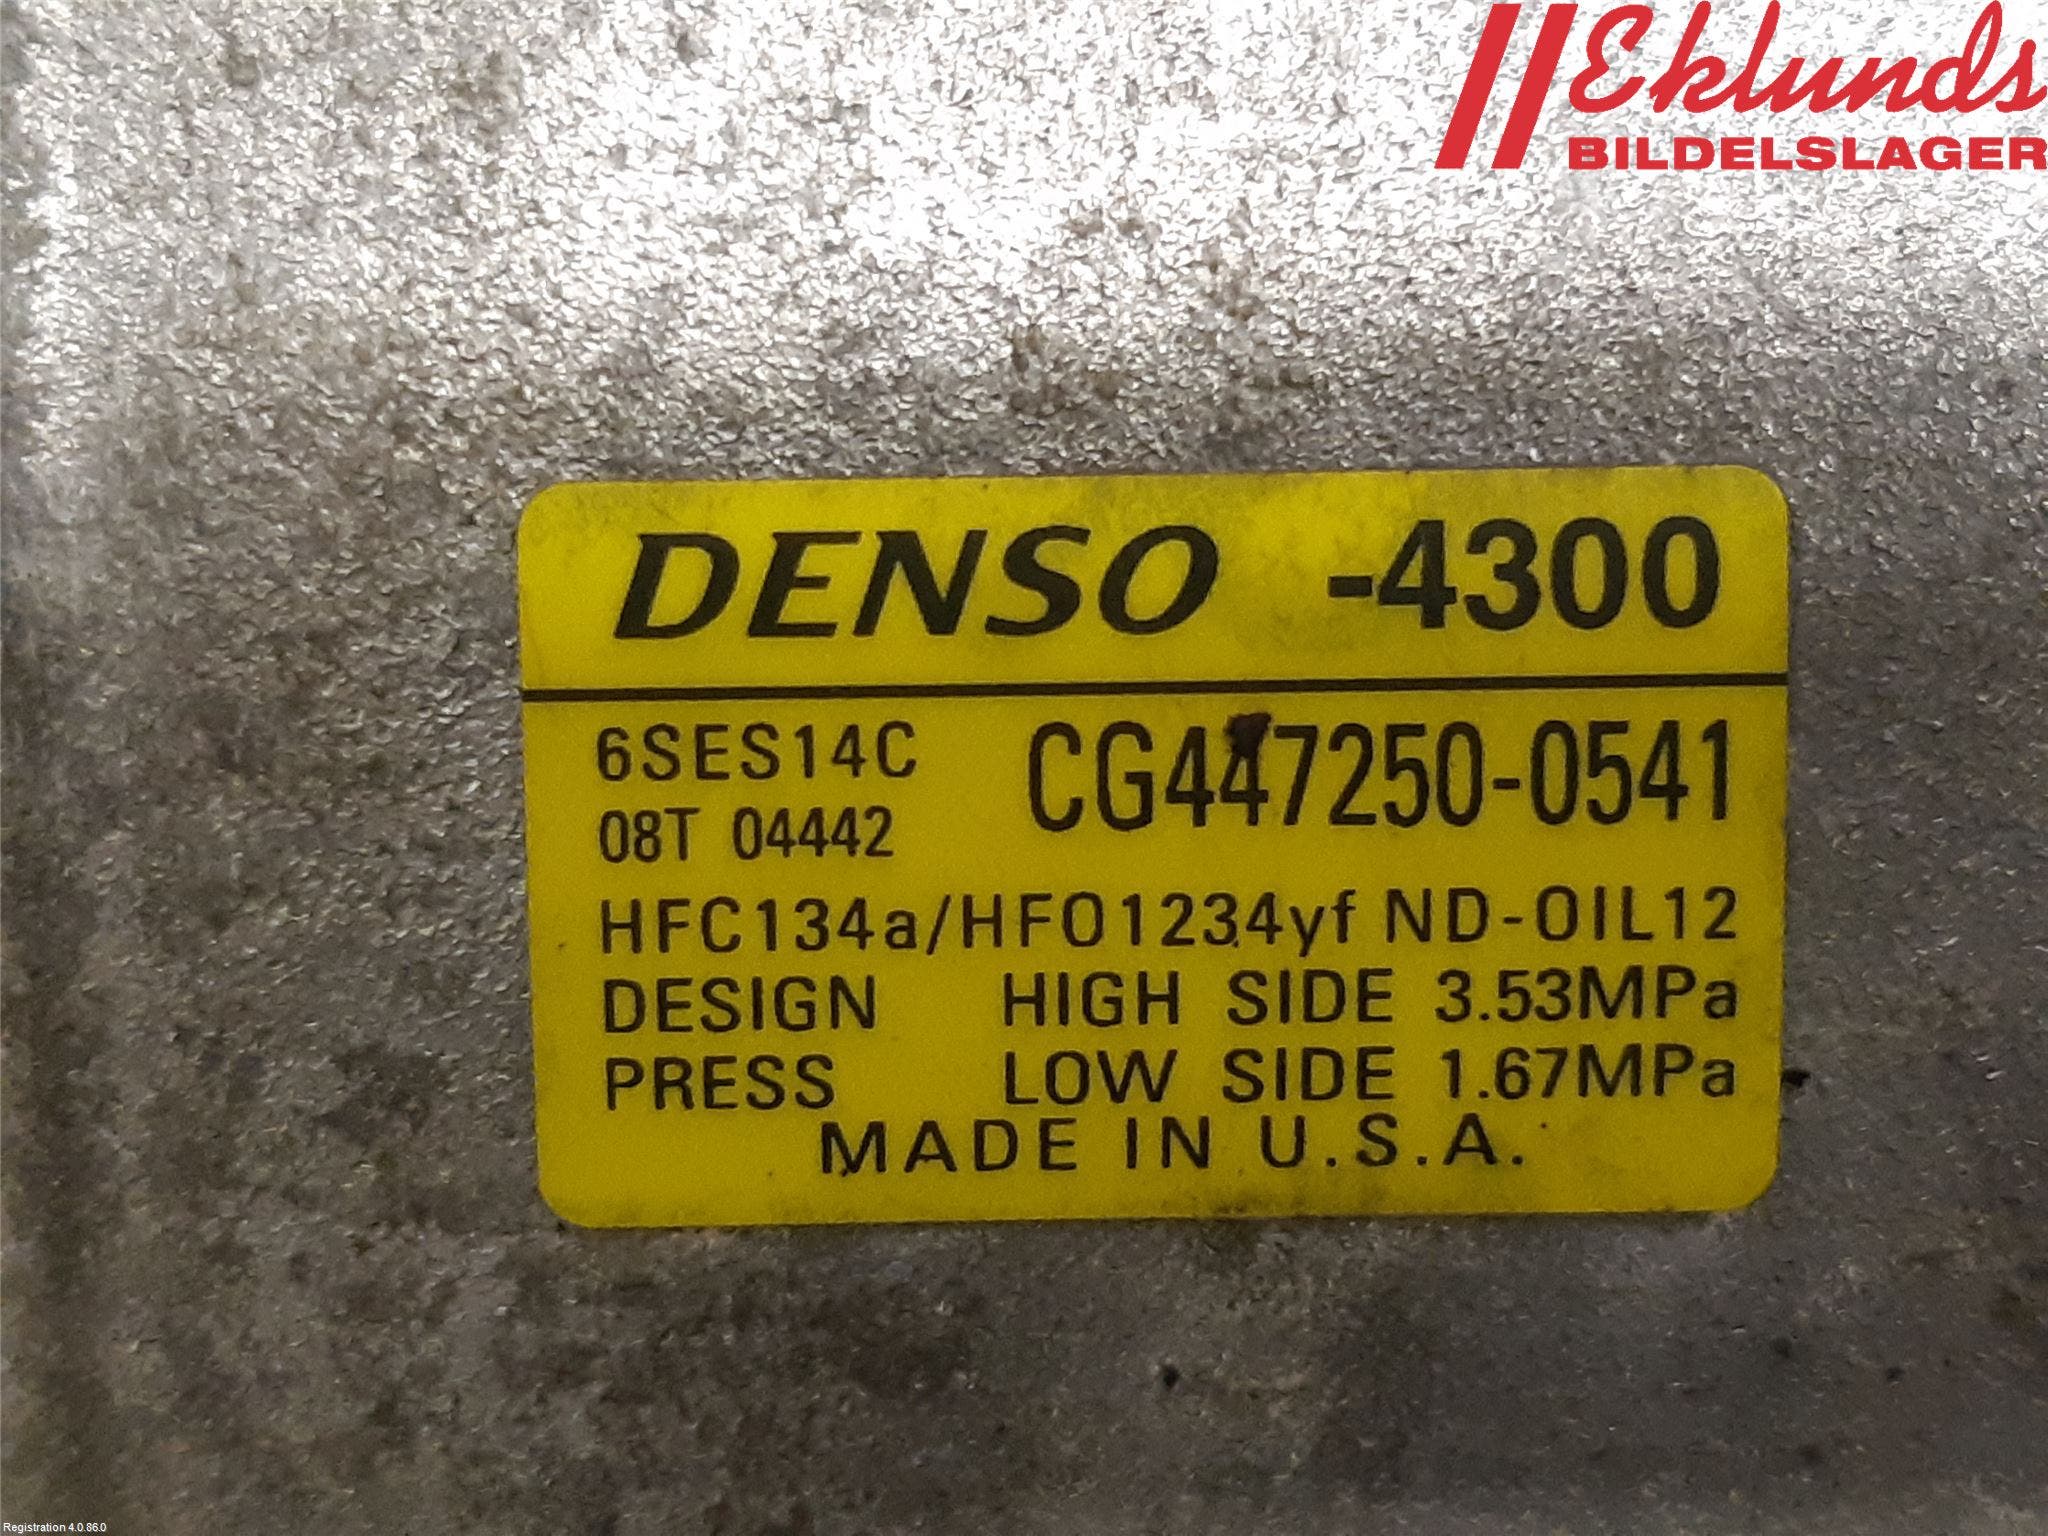 Eklunds
BILDELSLAGER
DENSO -4300
6SES14C CG447250-0541
08T 04442
HFC134a/HFO1234yf ND-OIL12
DESIGN HIGH SIDE 3.53MPa
PRESS LOW SIDE 1.67MPa
MADE IN U.S.A.
Registration 4.0.86.0